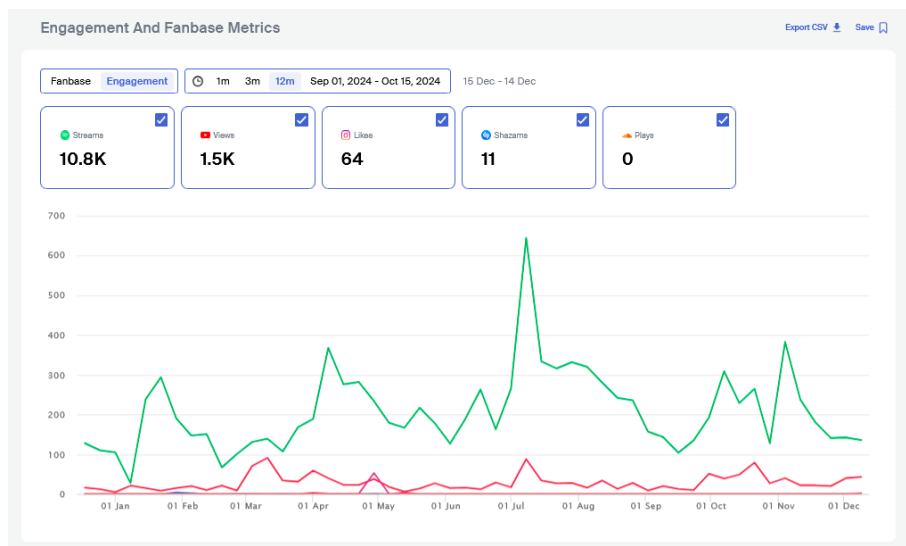 Engagement And Fanbase Metrics
Export CSV
Save
Fanbase Engagement
1m 3m 12m Sep 01, 2024 - Oct 15, 2024
15 Dec - 14 Dec
Streams
10.8K
Views
1.5K
Likes
64
Shazams
11
Plays
0
700
600
500
400
300
200
100
0
01 Jan 01 Feb 01 Mar 01 Apr 01 May 01 Jun 01 Jul 01 Aug 01 Sep 01 Oct 01 Nov 01 Dec